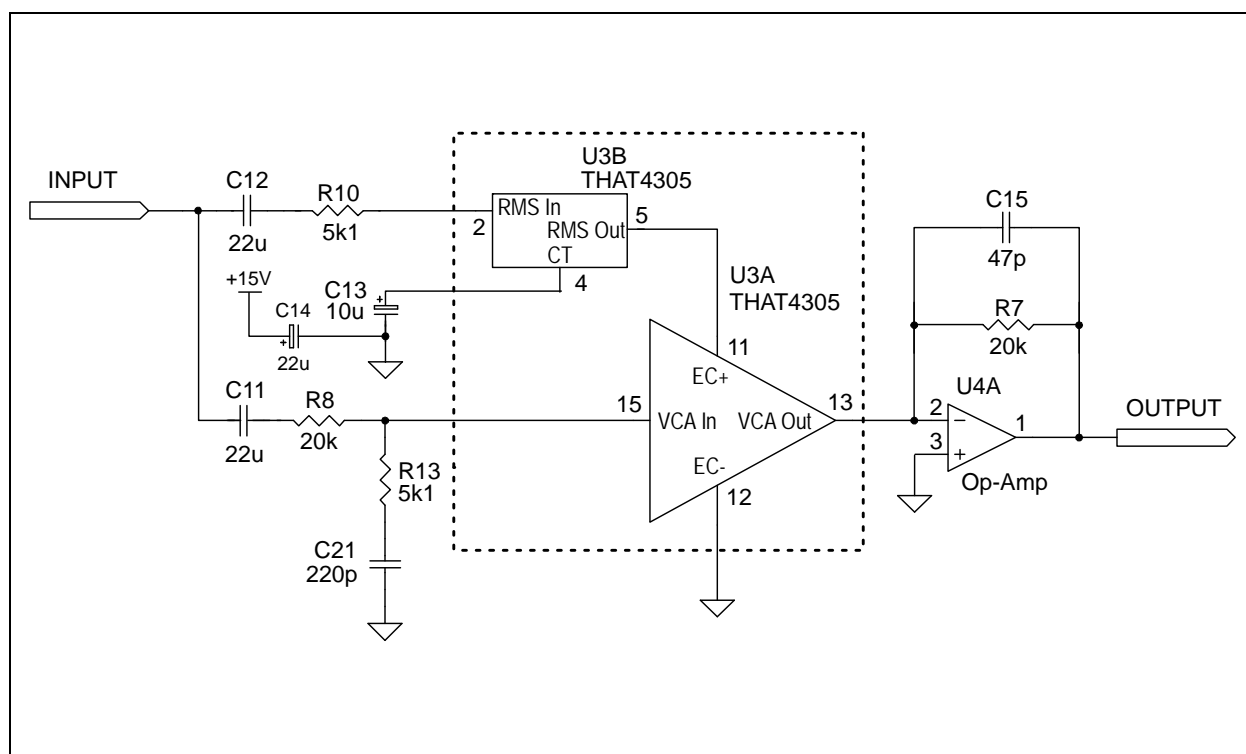 U3B
THAT4305
INPUT
C12
22u
R10
5k1
2
RMS In
RMS Out
CT
5
4
C15
47p
+15V
C13
10u
C14
+
+
22u
U3A
THAT4305
R7
20k
C11
22u
R8
20k
11
EC+
15
VCA In
VCA Out
13
EC-
12
U4A
2
3
−
+
1
Op-Amp
OUTPUT
R13
5k1
C21
220p